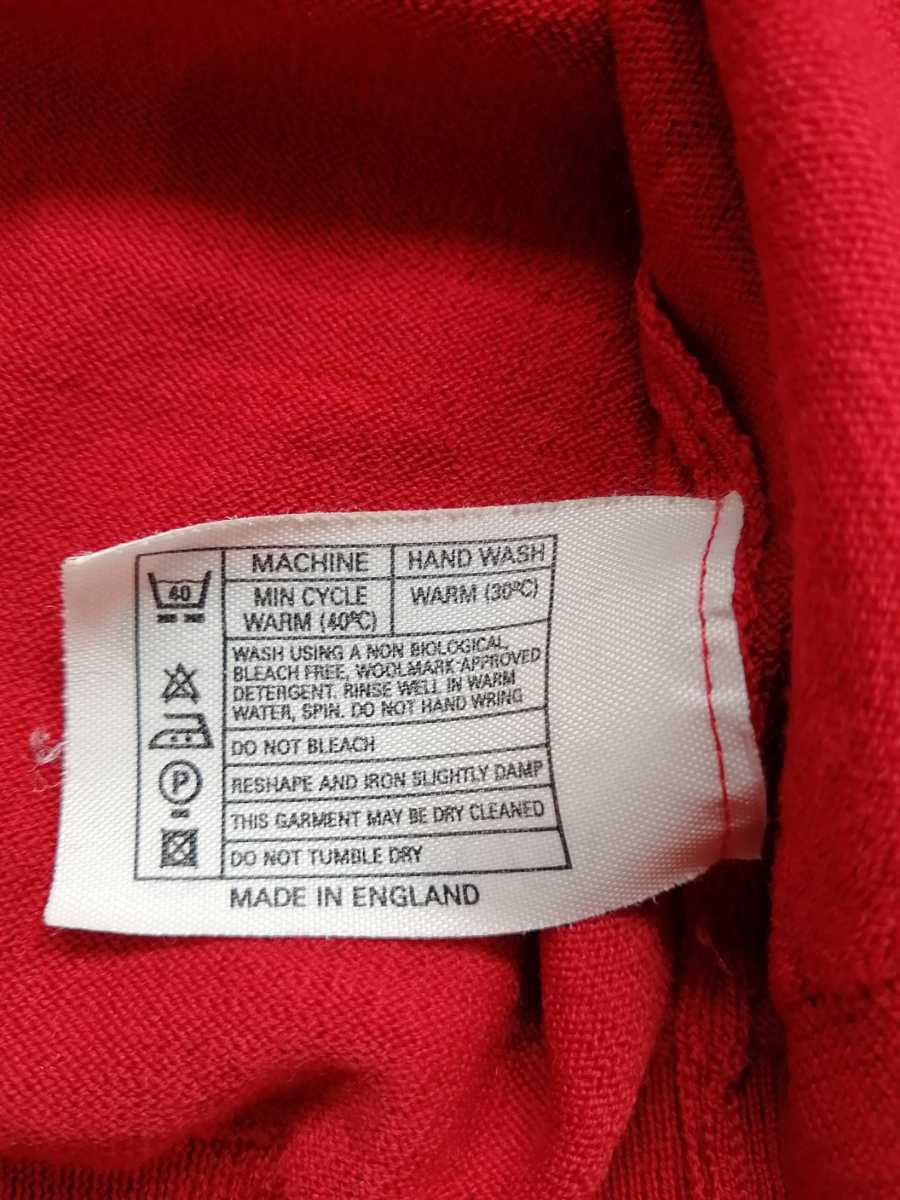 MACHINE HAND WASH
40 MIN CYCLE WARM (30ºC)
WARM (40ºC)
WASH USING A NON BIOLOGICAL,
BLEACH FREE, WOOLMARK APPROVED
DETERGENT. RINSE WELL IN WARM
WATER, SPIN. DO NOT HAND WRING
DO NOT BLEACH
RESHAPE AND IRON SLIGHTLY DAMP
P
THIS GARMENT MAY BE DRY CLEANED
DO NOT TUMBLE DRY
MADE IN ENGLAND